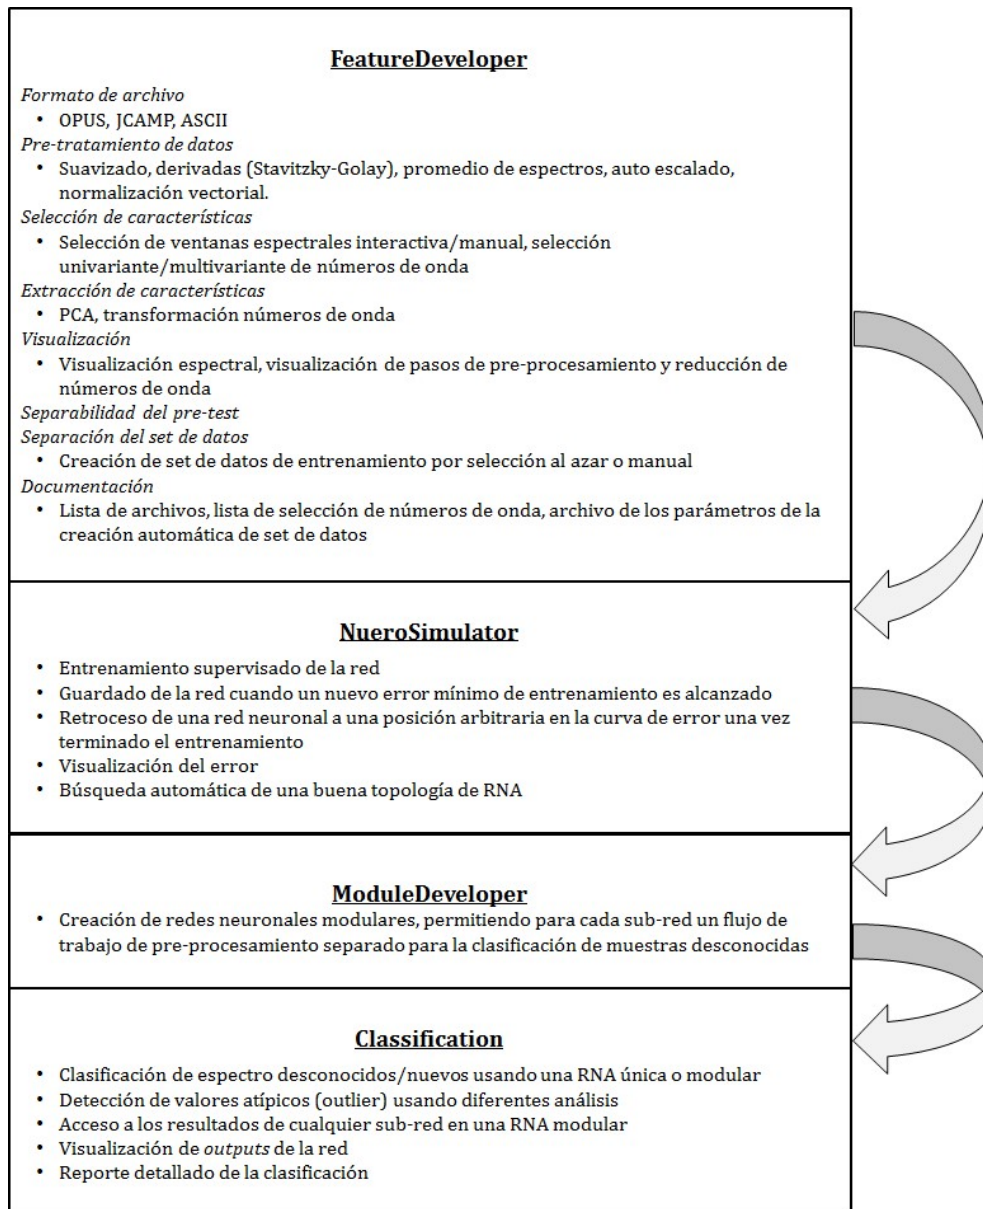 FeatureDeveloper
Formato de archivo
• OPUS, JCAMP, ASCII
Pre-tratamiento de datos
• Suavizado, derivadas (Stavitzky-Golay), promedio de espectros, auto escalado,
normalización vectorial.
Selección de características
• Selección de ventanas espectrales interactiva/manual, selección
univariante/multivariante de números de onda
Extracción de características
• PCA, transformación números de onda
Visualización
• Visualización espectral, visualización de pasos de pre-procesamiento y reducción de
números de onda
Separabilidad del pre-test
Separación del set de datos
• Creación de set de datos de entrenamiento por selección al azar o manual
Documentación
• Lista de archivos, lista de selección de números de onda, archivo de los parámetros de la
creación automática de set de datos
NueroSimulator
• Entrenamiento supervisado de la red
• Guardado de la red cuando un nuevo error mínimo de entrenamiento es alcanzado
• Retroceso de una red neuronal a una posición arbitraria en la curva de error una vez
terminado el entrenamiento
• Visualización del error
• Búsqueda automática de una buena topología de RNA
ModuleDeveloper
• Creación de redes neuronales modulares, permitiendo para cada sub-red un flujo de
trabajo de pre-procesamiento separado para la clasificación de muestras desconocidas
Classification
• Clasificación de espectro desconocidos/nuevos usando una RNA única o modular
• Detección de valores atípicos (outlier) usando diferentes análisis
• Acceso a los resultados de cualquier sub-red en una RNA modular
• Visualización de outputs de la red
• Reporte detallado de la clasificación